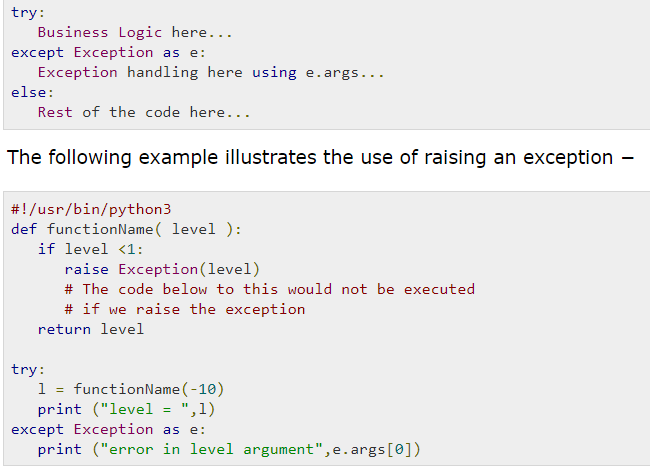 try:
   Business Logic here...
except Exception as e:
   Exception handling here using e.args...
else:
   Rest of the code here...
The following example illustrates the use of raising an exception −
#!/usr/bin/python3
def functionName( level ):
   if level <1:
      raise Exception(level)
      # The code below to this would not be executed
      # if we raise the exception
   return level
try:
   l = functionName(-10)
   print ("level = ",l)
except Exception as e:
   print ("error in level argument",e.args[0])